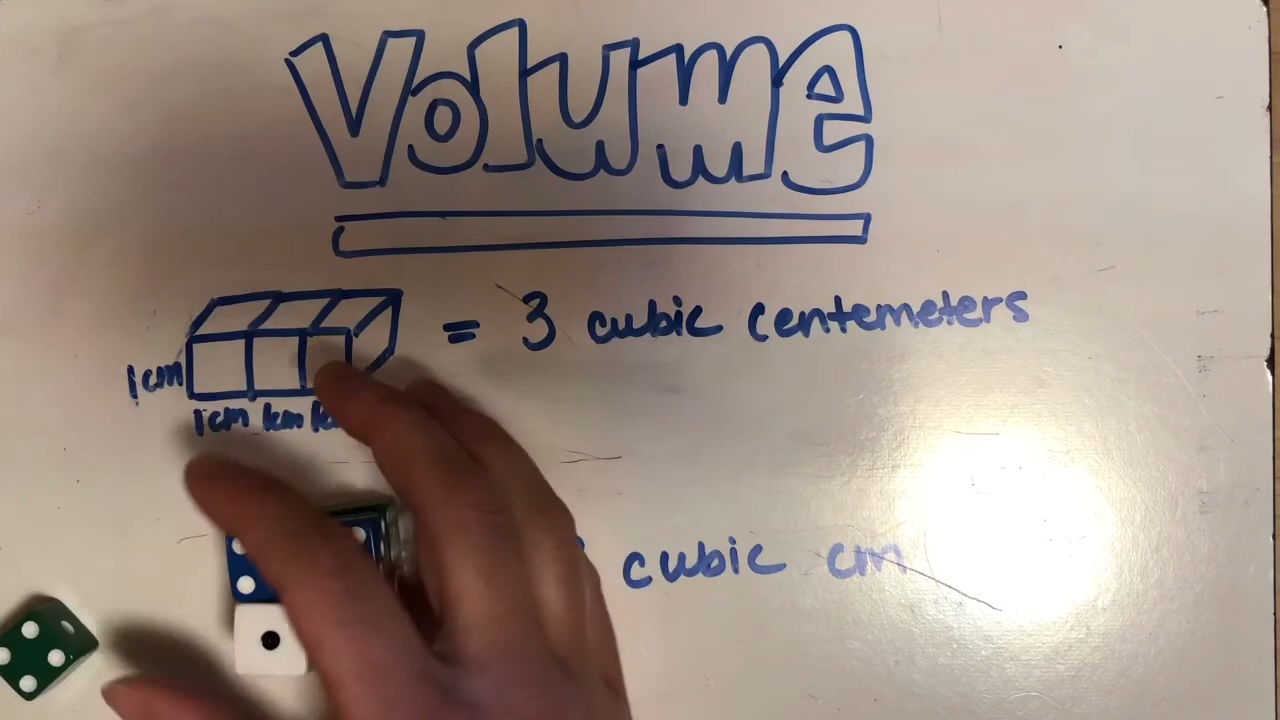 Volume
= 3 cubic centemeters
1cm
1cm 1cm
cubic cm